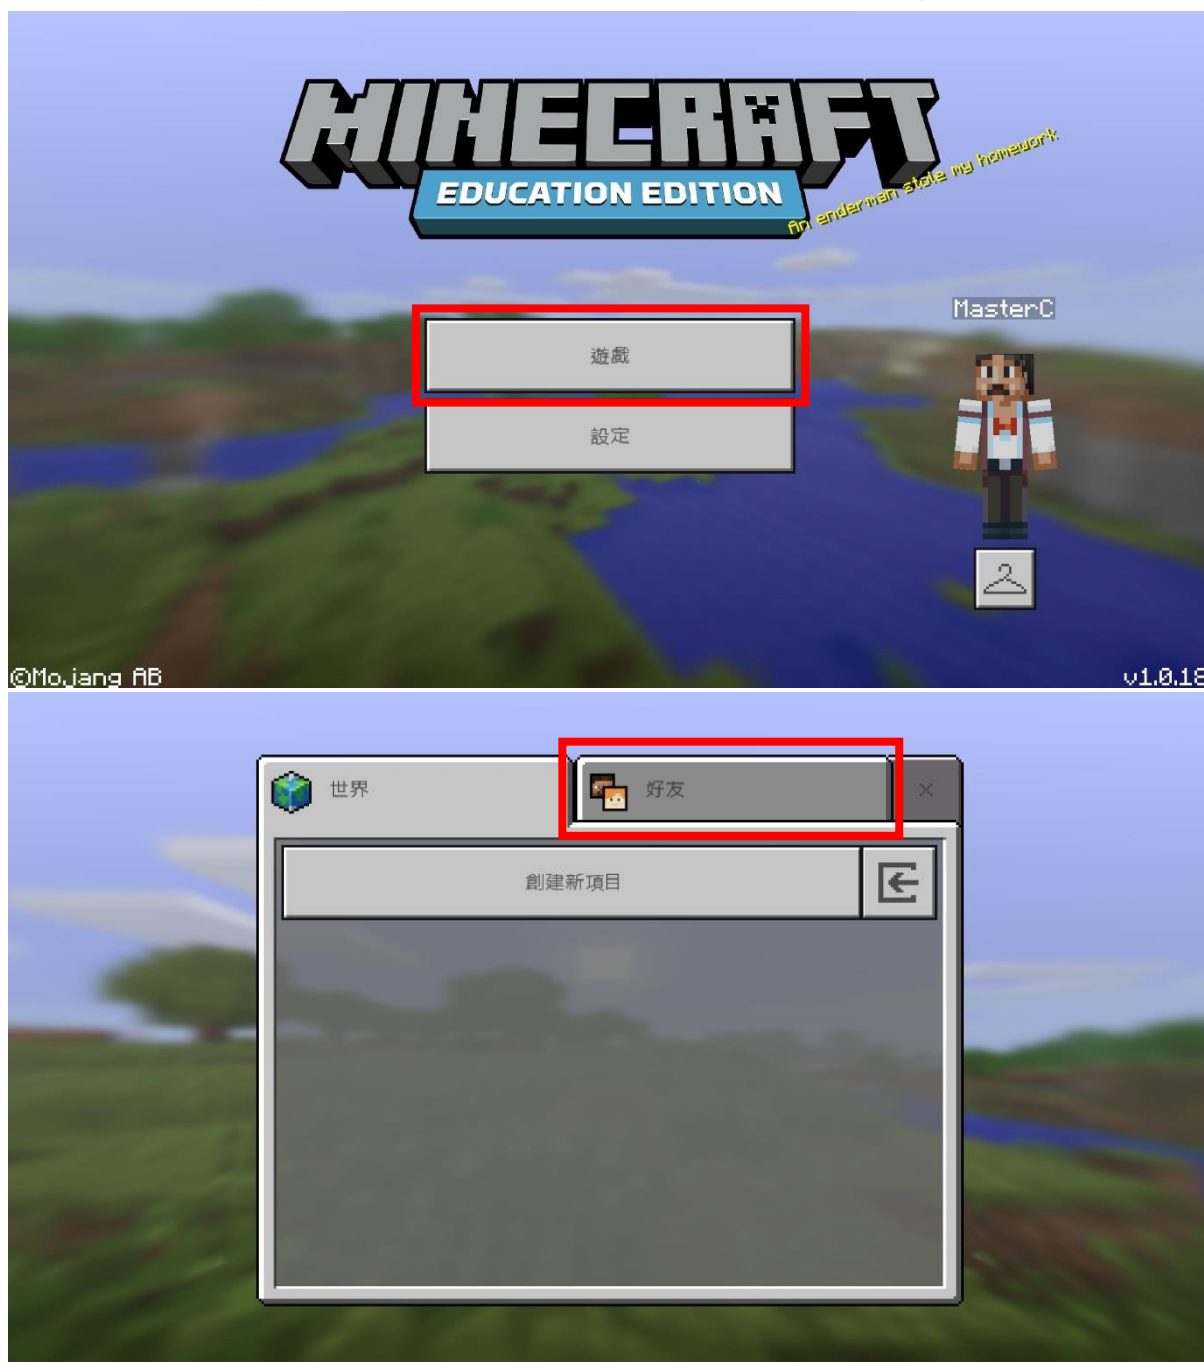 MINECRAFT
EDUCATION EDITION
An enderman stole my homework
MasterC
遊戲
設定
©Mojang AB
v1.0.18
世界
好友
創建新項目